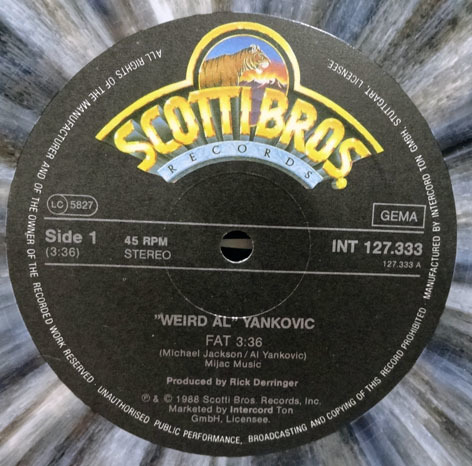 SCOTTI BROS.
RECORDS
LC 5827
GEMA
Side 1
(3:36)
45 RPM
STEREO
INT 127.333
127.333 A
"WEIRD AL" YANKOVIC
FAT 3:36
(Michael Jackson/Al Yankovic)
Mijac Music
Produced by Rick Derringer
℗ & © 1988 Scotti Bros. Records, Inc.
Marketed by Intercord Ton
GmbH, Licensee.
ALL RIGHTS OF THE MANUFACTURER AND OF THE OWNER OF THE RECORDED WORK RESERVED · UNAUTHORISED PUBLIC PERFORMANCE, BROADCASTING AND COPYING OF THIS RECORD PROHIBITED · MANUFACTURED BY INTERCORD TON GMBH, STUTTGART, LICENSEE.